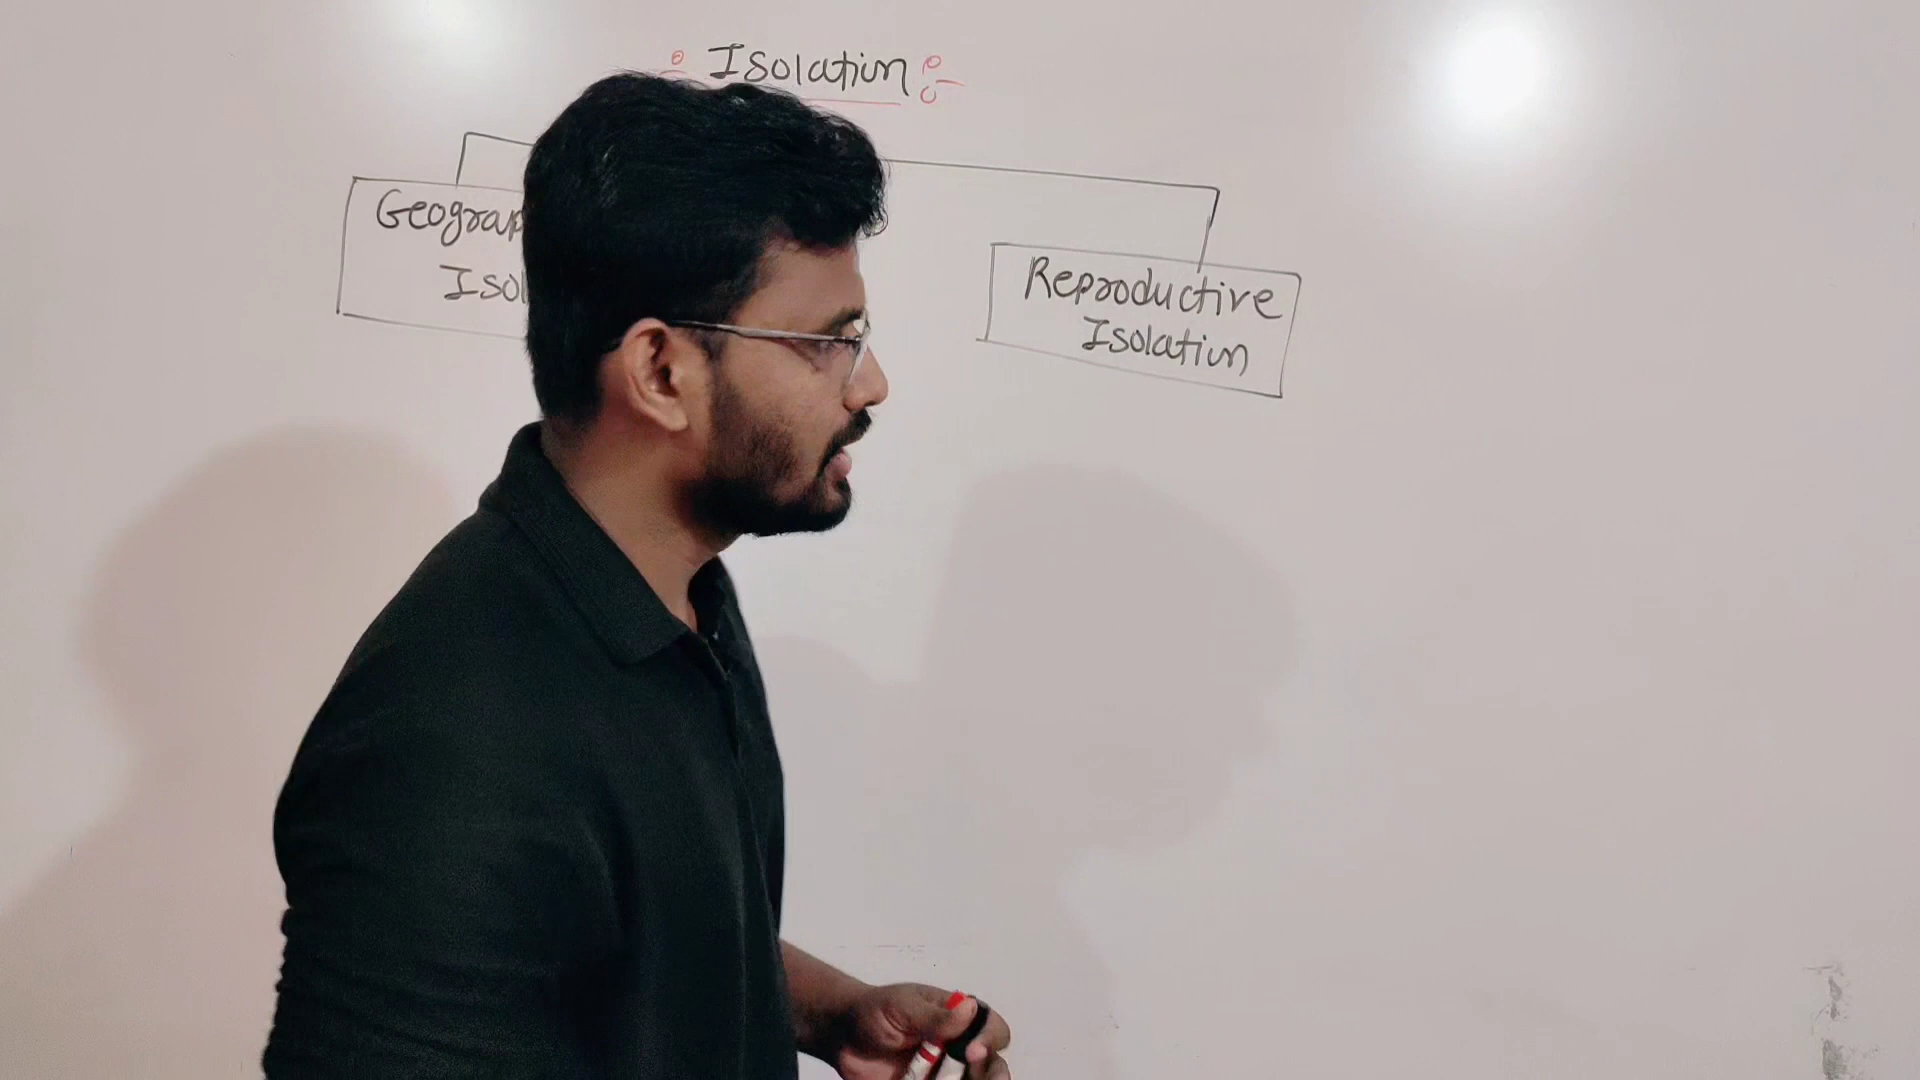 Isolation
Geograp
Isol
Reproductive
Isolation